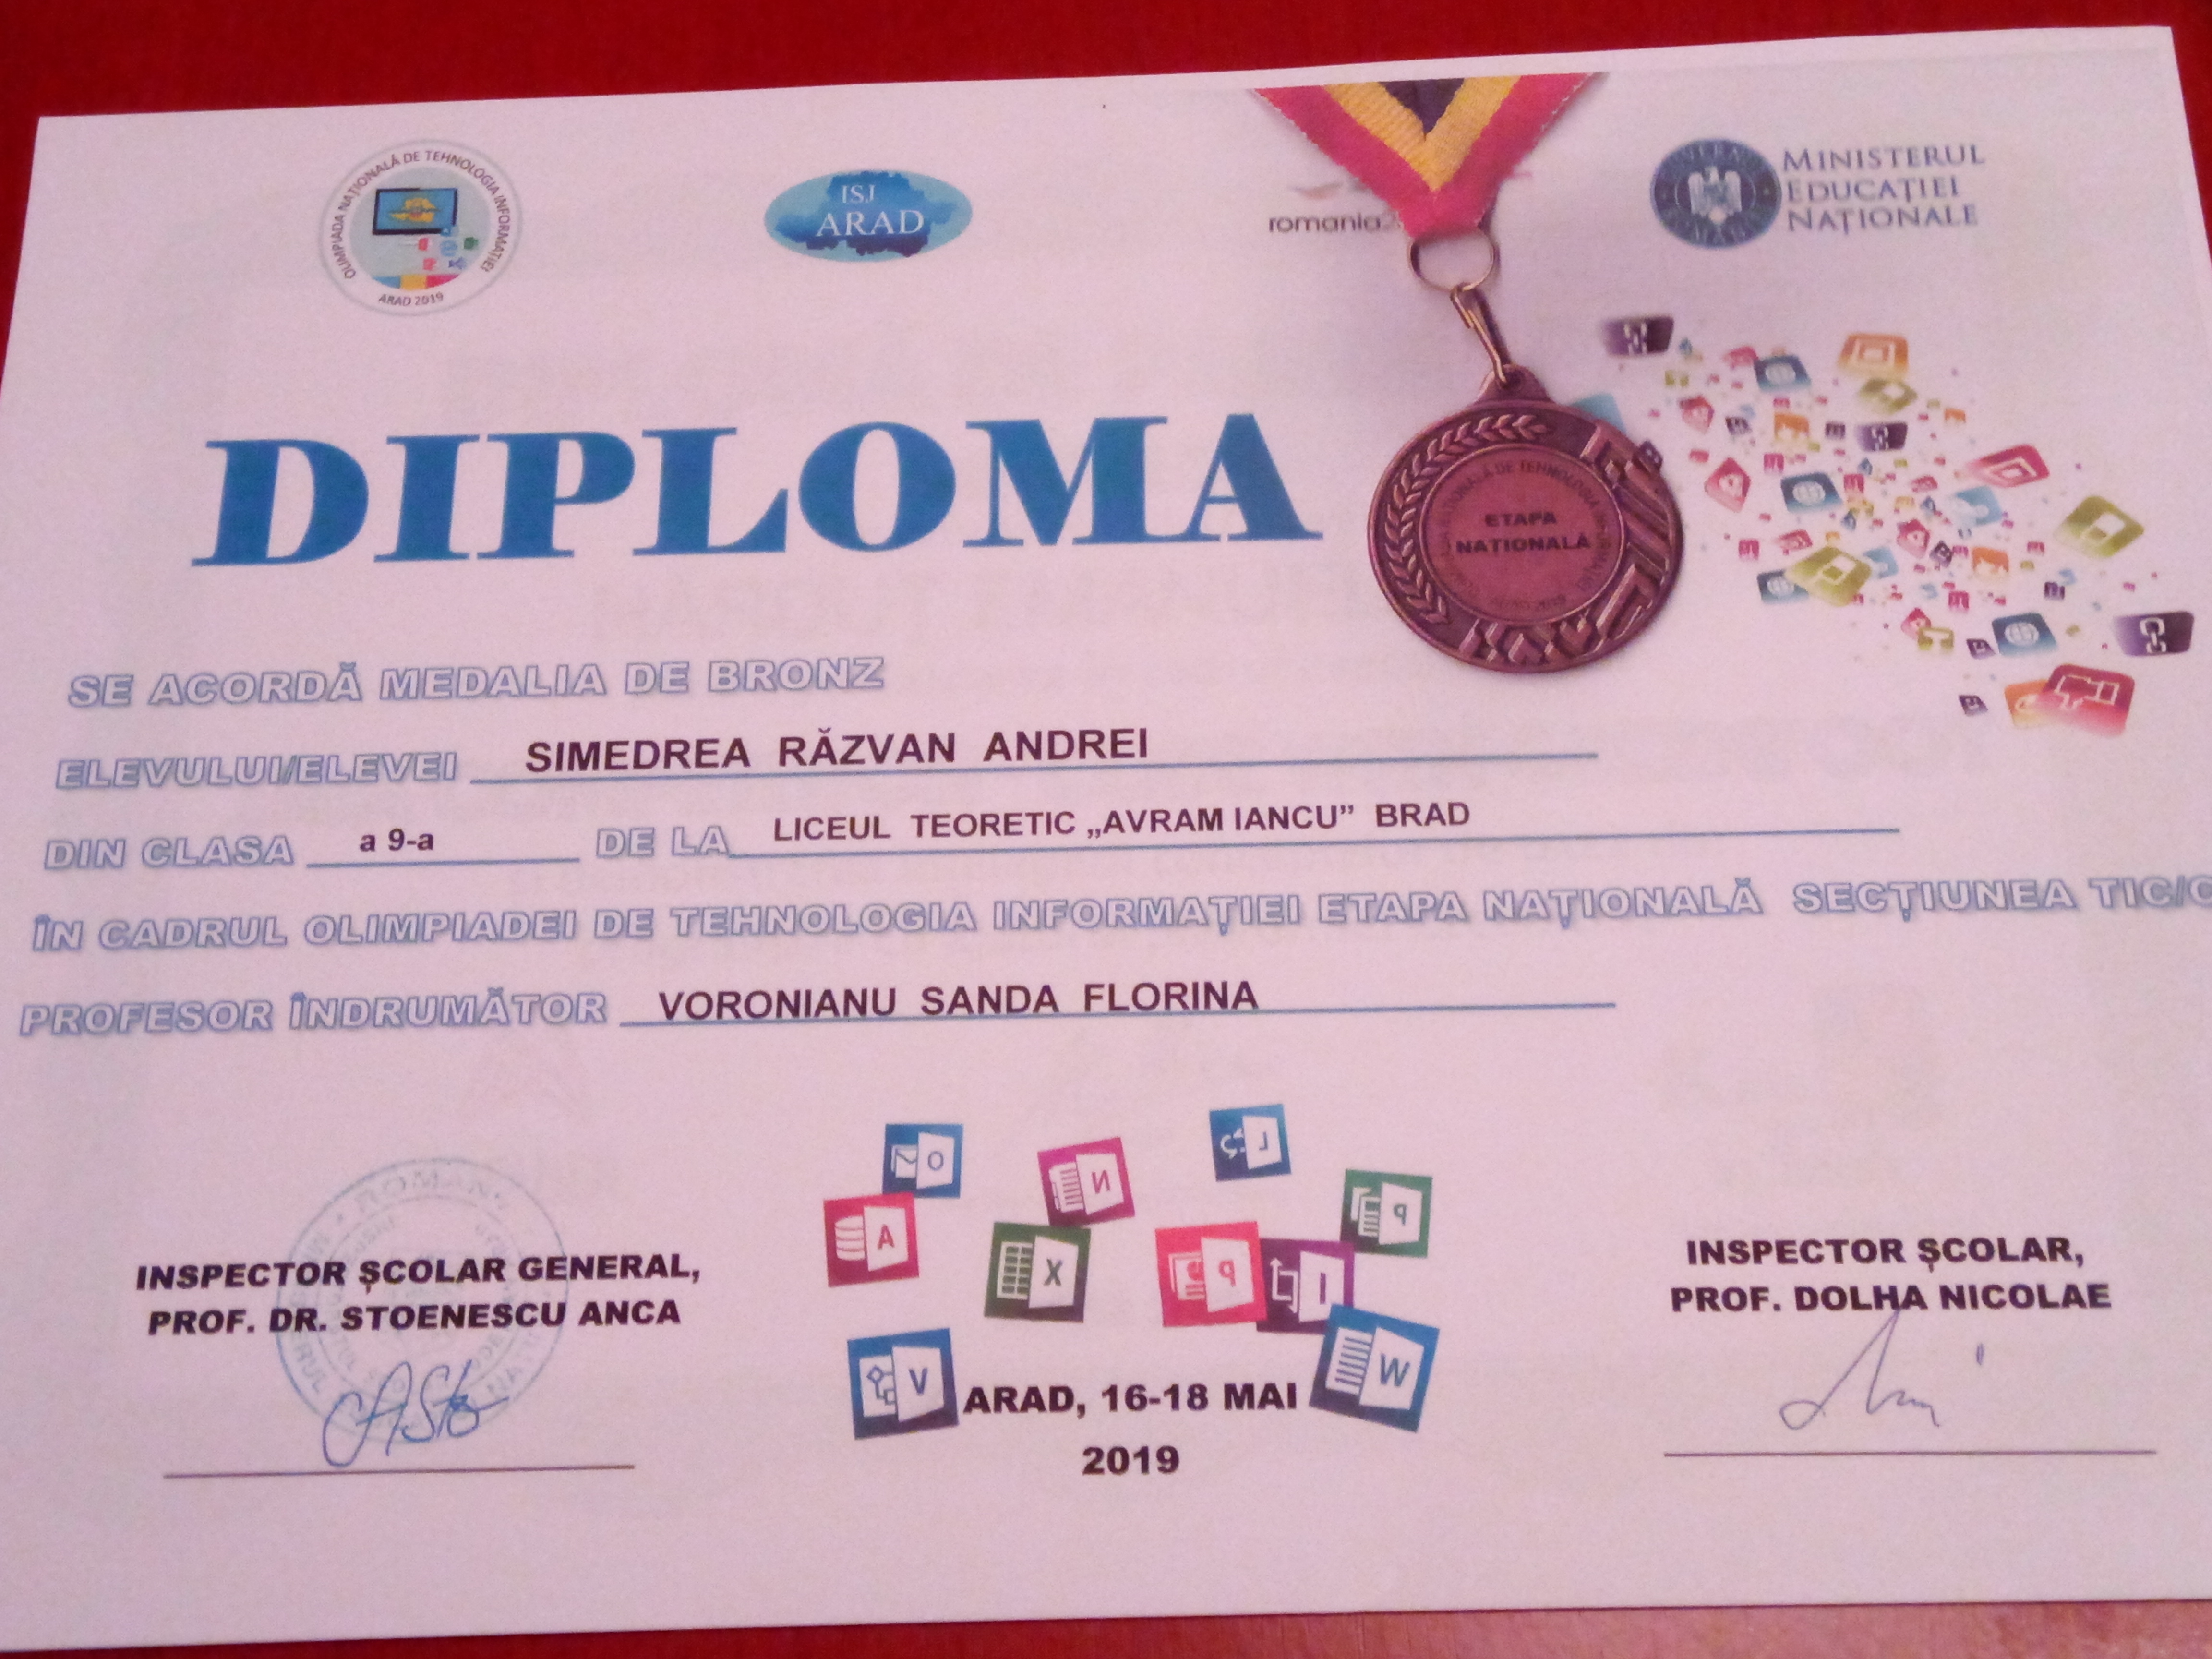 OLIMPIADA NAȚIONALĂ DE TEHNOLOGIA INFORMAȚIEI
ARAD 2019
ISJ
ARAD
romania
MINISTERUL
EDUCAȚIEI
NAȚIONALE
DIPLOMA
DE TEHNOLOGIA
ETAPA
NAȚIONALĂ
SE ACORDĂ MEDALIA DE BRONZ
ELEVULUI/ELEVEI SIMEDREA RĂZVAN ANDREI
DIN CLASA a 9-a DE LA LICEUL TEORETIC „AVRAM IANCU” BRAD
ÎN CADRUL OLIMPIADEI DE TEHNOLOGIA INFORMAȚIEI ETAPA NAȚIONALĂ SECȚIUNEA TIC/C
PROFESOR ÎNDRUMĂTOR VORONIANU SANDA FLORINA
O
N
L
A
X
P
I
P
V
W
INSPECTOR ȘCOLAR GENERAL,
PROF. DR. STOENESCU ANCA
INSPECTOR ȘCOLAR,
PROF. DOLHA NICOLAE
ARAD, 16-18 MAI
2019